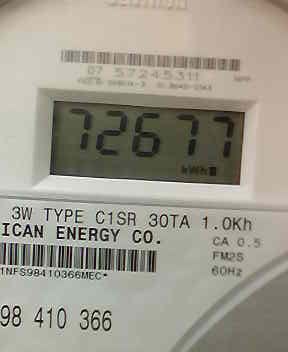 07 57245311
72677
kWh
3W TYPE C1SR 30TA 1.0Kh
ICAN ENERGY CO.
CA 0.5
FM2S
60Hz
1NFS98410366MEC*
98 410 366